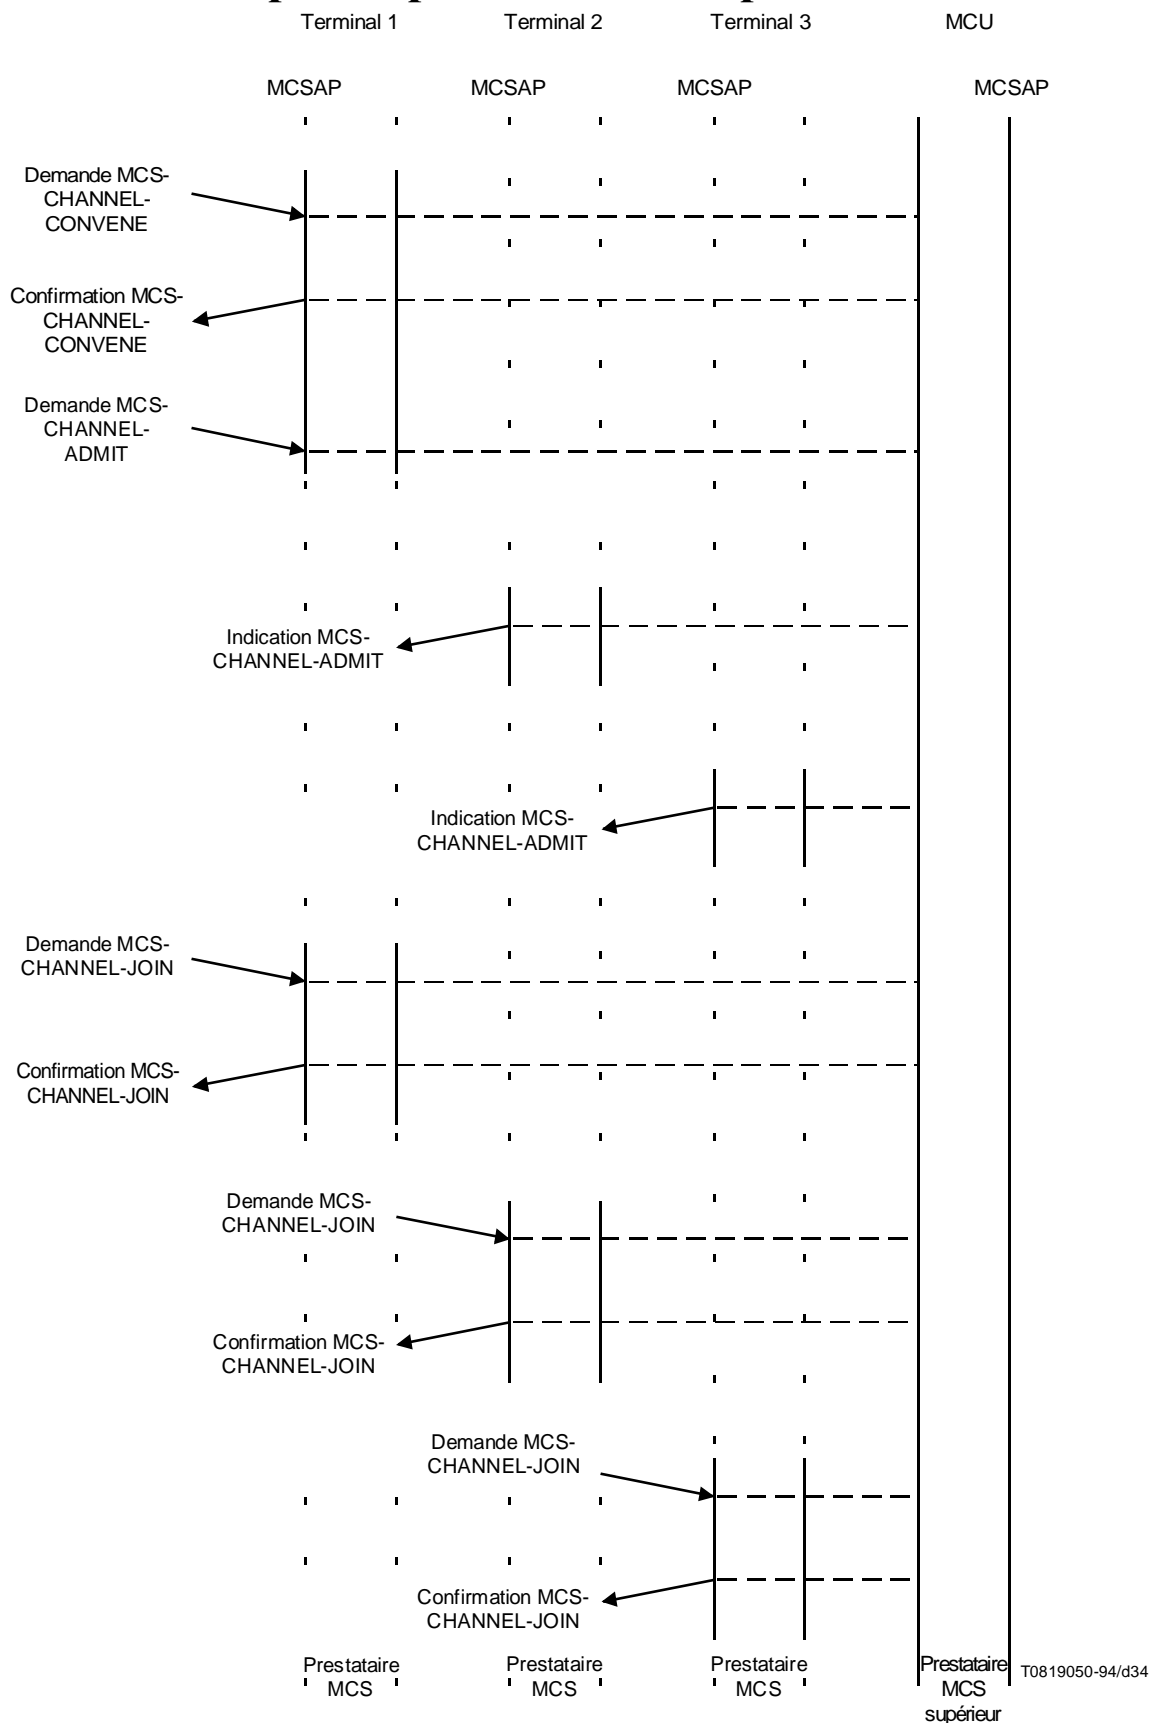 Terminal 1 Terminal 2 Terminal 3 MCU
MCSAP MCSAP MCSAP MCSAP
Demande MCS-
CHANNEL-
CONVENE
Confirmation MCS-
CHANNEL-
CONVENE
Demande MCS-
CHANNEL-
ADMIT
Indication MCS-
CHANNEL-ADMIT
Indication MCS-
CHANNEL-ADMIT
Demande MCS-
CHANNEL-JOIN
Confirmation MCS-
CHANNEL-JOIN
Demande MCS-
CHANNEL-JOIN
Confirmation MCS-
CHANNEL-JOIN
Demande MCS-
CHANNEL-JOIN
Confirmation MCS-
CHANNEL-JOIN
Prestataire
MCS
Prestataire
MCS
Prestataire
MCS
Prestataire
MCS
supérieur
T0819050-94/d34